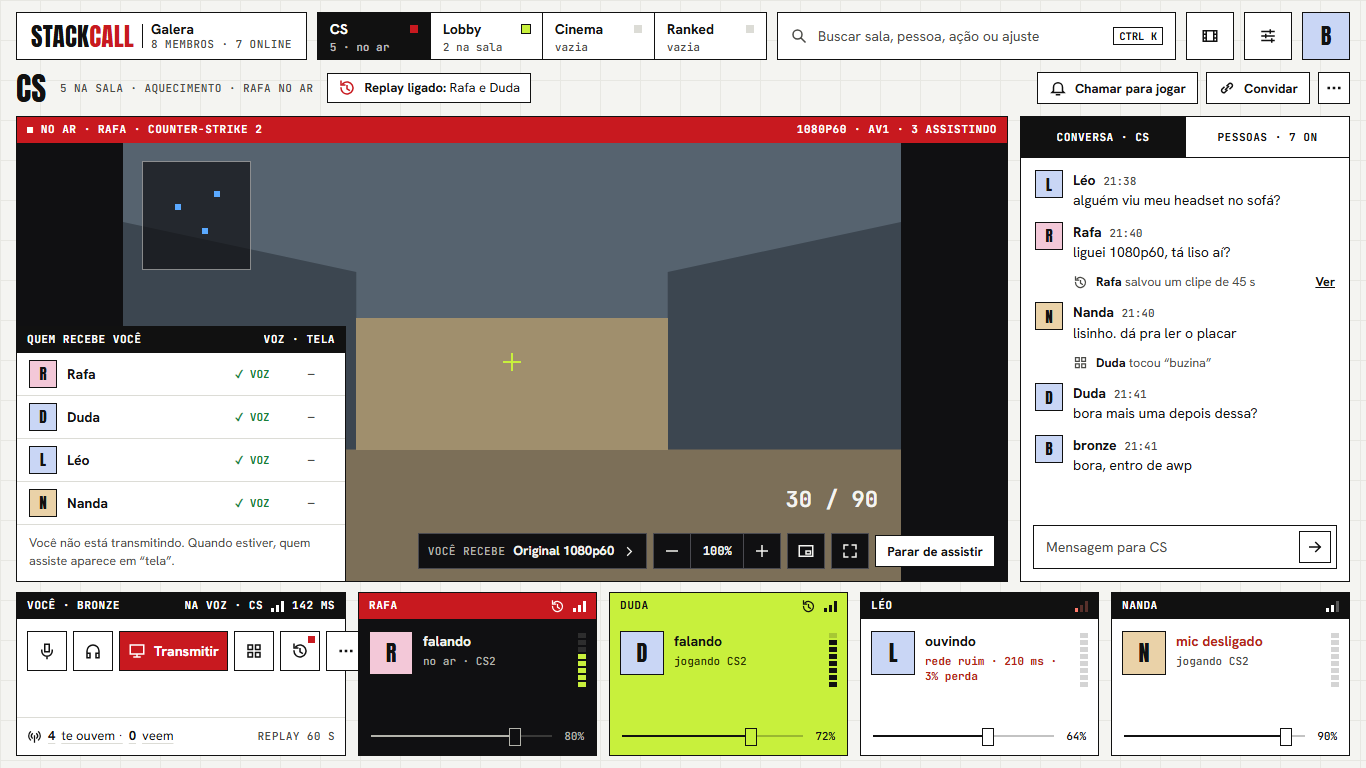 STACKCALL
Galera
8 MEMBROS · 7 ONLINE
CS
5 · no ar
Lobby
2 na sala
Cinema
vazia
Ranked
vazia
Buscar sala, pessoa, ação ou ajuste
CTRL K
B
CS
5 NA SALA · AQUECIMENTO · RAFA NO AR
Replay ligado: Rafa e Duda
Chamar para jogar
Convidar
NO AR · RAFA · COUNTER-STRIKE 2
1080P60 · AV1 · 3 ASSISTINDO
QUEM RECEBE VOCÊ
VOZ · TELA
R Rafa ✓ VOZ –
D Duda ✓ VOZ –
L Léo ✓ VOZ –
N Nanda ✓ VOZ –
Você não está transmitindo. Quando estiver, quem
assiste aparece em “tela”.
30 / 90
VOCÊ RECEBE Original 1080p60
100%
Parar de assistir
CONVERSA · CS
PESSOAS · 7 ON
L
Léo 21:38
alguém viu meu headset no sofá?
R
Rafa 21:40
liguei 1080p60, tá liso aí?
Rafa salvou um clipe de 45 s
Ver
N
Nanda 21:40
lisinho. dá pra ler o placar
Duda tocou “buzina”
D
Duda 21:41
bora mais uma depois dessa?
B
bronze 21:41
bora, entro de awp
Mensagem para CS
VOCÊ · BRONZE
NA VOZ · CS 142 MS
Transmitir
4 te ouvem · 0 veem
REPLAY 60 S
RAFA
R
falando
no ar · CS2
80%
DUDA
D
falando
jogando CS2
72%
LÉO
L
ouvindo
rede ruim · 210 ms ·
3% perda
64%
NANDA
N
mic desligado
jogando CS2
90%